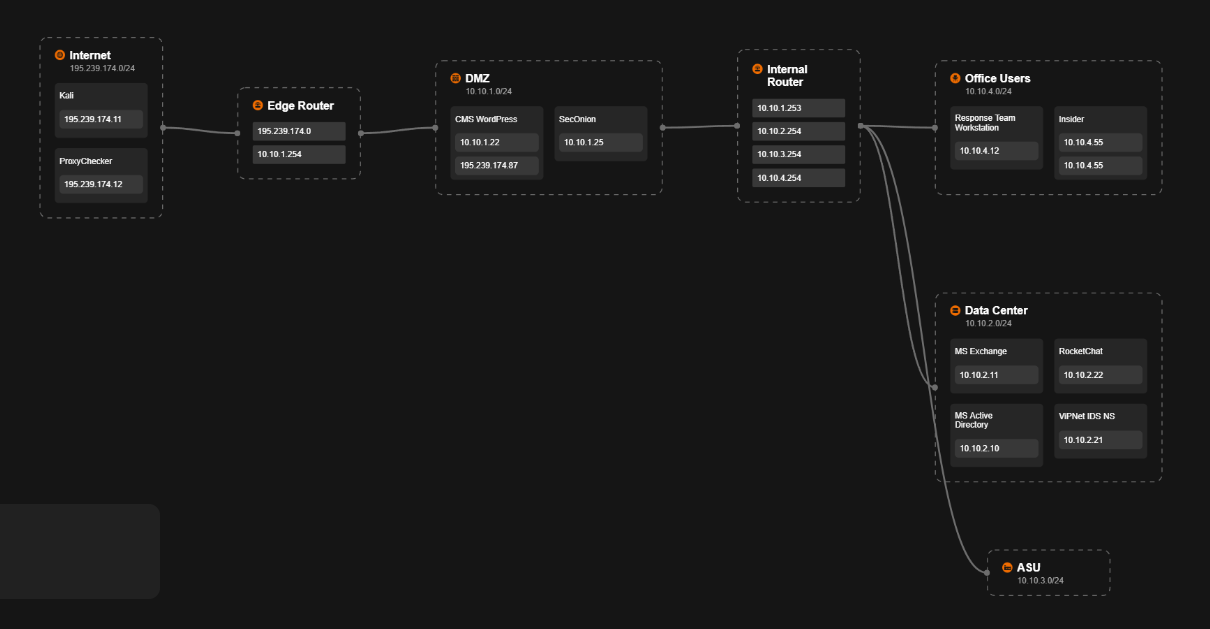 Internet
195.239.174.0/24
Kali
195.239.174.11
ProxyChecker
195.239.174.12
Edge Router
195.239.174.0
10.10.1.254
DMZ
10.10.1.0/24
CMS WordPress
10.10.1.22
195.239.174.87
SecOnion
10.10.1.25
Internal
Router
10.10.1.253
10.10.2.254
10.10.3.254
10.10.4.254
Office Users
10.10.4.0/24
Response Team
Workstation
10.10.4.12
Insider
10.10.4.55
10.10.4.55
Data Center
10.10.2.0/24
MS Exchange
10.10.2.11
RocketChat
10.10.2.22
MS Active
Directory
10.10.2.10
ViPNet IDS NS
10.10.2.21
ASU
10.10.3.0/24